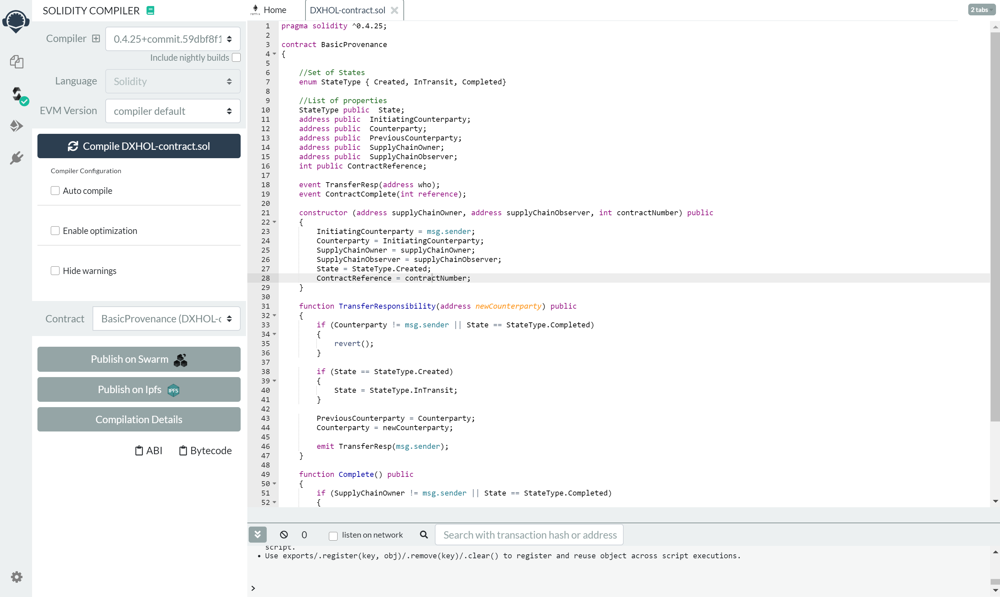 SOLIDITY COMPILER
Compiler
0.4.25+commit.59dbf8f1
Include nightly builds
Language
Solidity
EVM Version
compiler default
Compile DXHOL-contract.sol
Compiler Configuration
Auto compile
Enable optimization
Hide warnings
Contract
BasicProvenance (DXHOL-c
Publish on Swarm
Publish on Ipfs IPFS
Compilation Details
ABI
Bytecode
remix Home
DXHOL-contract.sol
2 tabs
1 pragma solidity ^0.4.25;
2
3 contract BasicProvenance
4 {
5
6 //Set of States
7 enum StateType { Created, InTransit, Completed}
8
9 //List of properties
10 StateType public  State;
11 address public  InitiatingCounterparty;
12 address public  Counterparty;
13 address public  PreviousCounterparty;
14 address public  SupplyChainOwner;
15 address public  SupplyChainObserver;
16 int public ContractReference;
17
18 event TransferResp(address who);
19 event ContractComplete(int reference);
20
21 constructor (address supplyChainOwner, address supplyChainObserver, int contractNumber) public
22 {
23 InitiatingCounterparty = msg.sender;
24 Counterparty = InitiatingCounterparty;
25 SupplyChainOwner = supplyChainOwner;
26 SupplyChainObserver = supplyChainObserver;
27 State = StateType.Created;
28 ContractReference = contractNumber;
29 }
30
31 function TransferResponsibility(address newCounterparty) public
32 {
33 if (Counterparty != msg.sender || State == StateType.Completed)
34 {
35 revert();
36 }
37
38 if (State == StateType.Created)
39 {
40 State = StateType.InTransit;
41 }
42
43 PreviousCounterparty = Counterparty;
44 Counterparty = newCounterparty;
45
46 emit TransferResp(msg.sender);
47 }
48
49 function Complete() public
50 {
51 if (SupplyChainOwner != msg.sender || State == StateType.Completed)
52 {
0
listen on network
Search with transaction hash or address
script.
• Use exports/.register(key, obj)/.remove(key)/.clear() to register and reuse object across script executions.
>